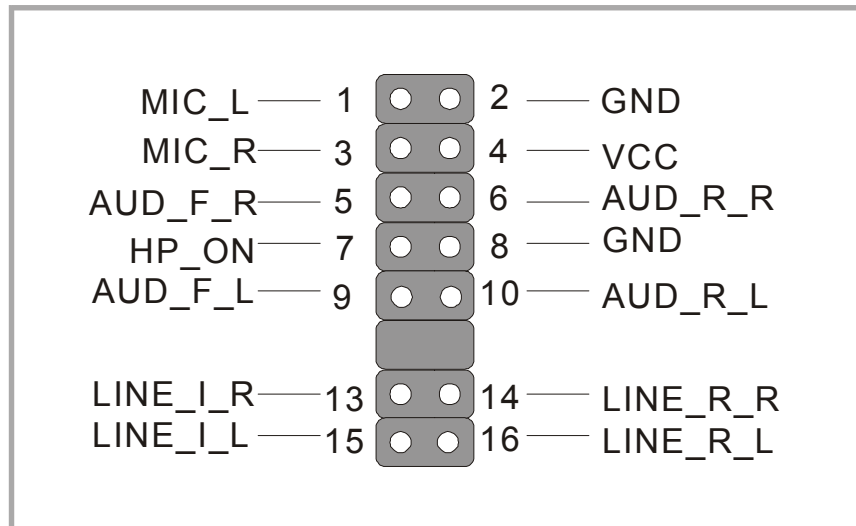 MIC_L 1 2 GND
MIC_R 3 4 VCC
AUD_F_R 5 6 AUD_R_R
HP_ON 7 8 GND
AUD_F_L 9 10 AUD_R_L
LINE_I_R 13 14 LINE_R_R
LINE_I_L 15 16 LINE_R_L